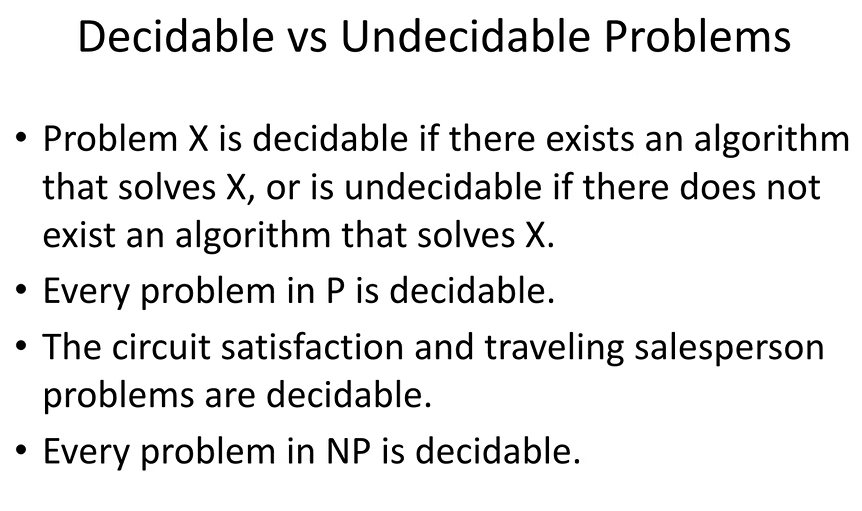 Decidable vs Undecidable Problems
• Problem X is decidable if there exists an algorithm
that solves X, or is undecidable if there does not
exist an algorithm that solves X.
• Every problem in P is decidable.
• The circuit satisfaction and traveling salesperson
problems are decidable.
• Every problem in NP is decidable.